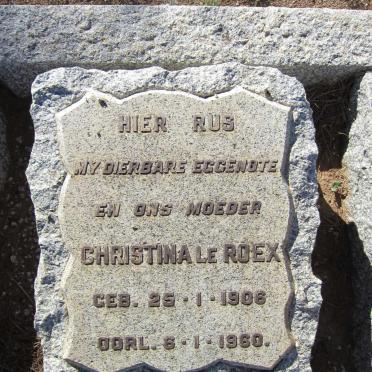 HIER RUS
MY DIERBARE EGGENOTE
EN ONS MOEDER
CHRISTINA LE ROEX
GEB. 25·1·1906
OORL. 6·1·1960.